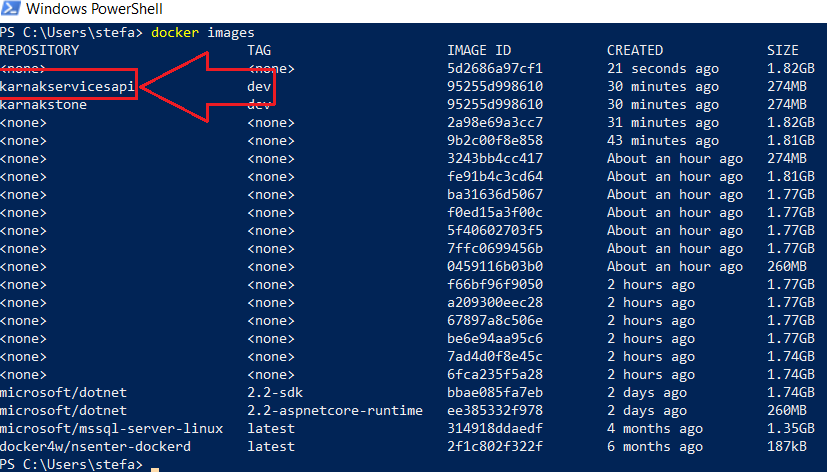 Windows PowerShell
PS C:\Users\stefa> docker images
REPOSITORY TAG IMAGE ID CREATED SIZE
<none> <none> 5d2686a97cf1 21 seconds ago 1.82GB
karnakservicesapi dev 95255d998610 30 minutes ago 274MB
karnakstone dev 95255d998610 30 minutes ago 274MB
<none> <none> 2a98e69a3cc7 31 minutes ago 1.82GB
<none> <none> 9b2c00f8e858 43 minutes ago 1.81GB
<none> <none> 3243bb4cc417 About an hour ago 274MB
<none> <none> fe91b4c3cd64 About an hour ago 1.81GB
<none> <none> ba31636d5067 About an hour ago 1.77GB
<none> <none> f0ed15a3f00c About an hour ago 1.77GB
<none> <none> 5f40602703f5 About an hour ago 1.77GB
<none> <none> 7ffc0699456b About an hour ago 1.77GB
<none> <none> 0459116b03b0 About an hour ago 260MB
<none> <none> f66bf96f9050 2 hours ago 1.77GB
<none> <none> a209300eec28 2 hours ago 1.77GB
<none> <none> 67897a8c506e 2 hours ago 1.77GB
<none> <none> be6e94aa95c6 2 hours ago 1.77GB
<none> <none> 7ad4d0f8e45c 2 hours ago 1.74GB
<none> <none> 6fca235f5a28 2 hours ago 1.74GB
microsoft/dotnet 2.2-sdk bbae085fa7eb 2 days ago 1.74GB
microsoft/dotnet 2.2-aspnetcore-runtime ee385332f978 2 days ago 260MB
microsoft/mssql-server-linux latest 314918ddaedf 4 months ago 1.35GB
docker4w/nsenter-dockerd latest 2f1c802f322f 6 months ago 187kB
PS C:\Users\stefa>